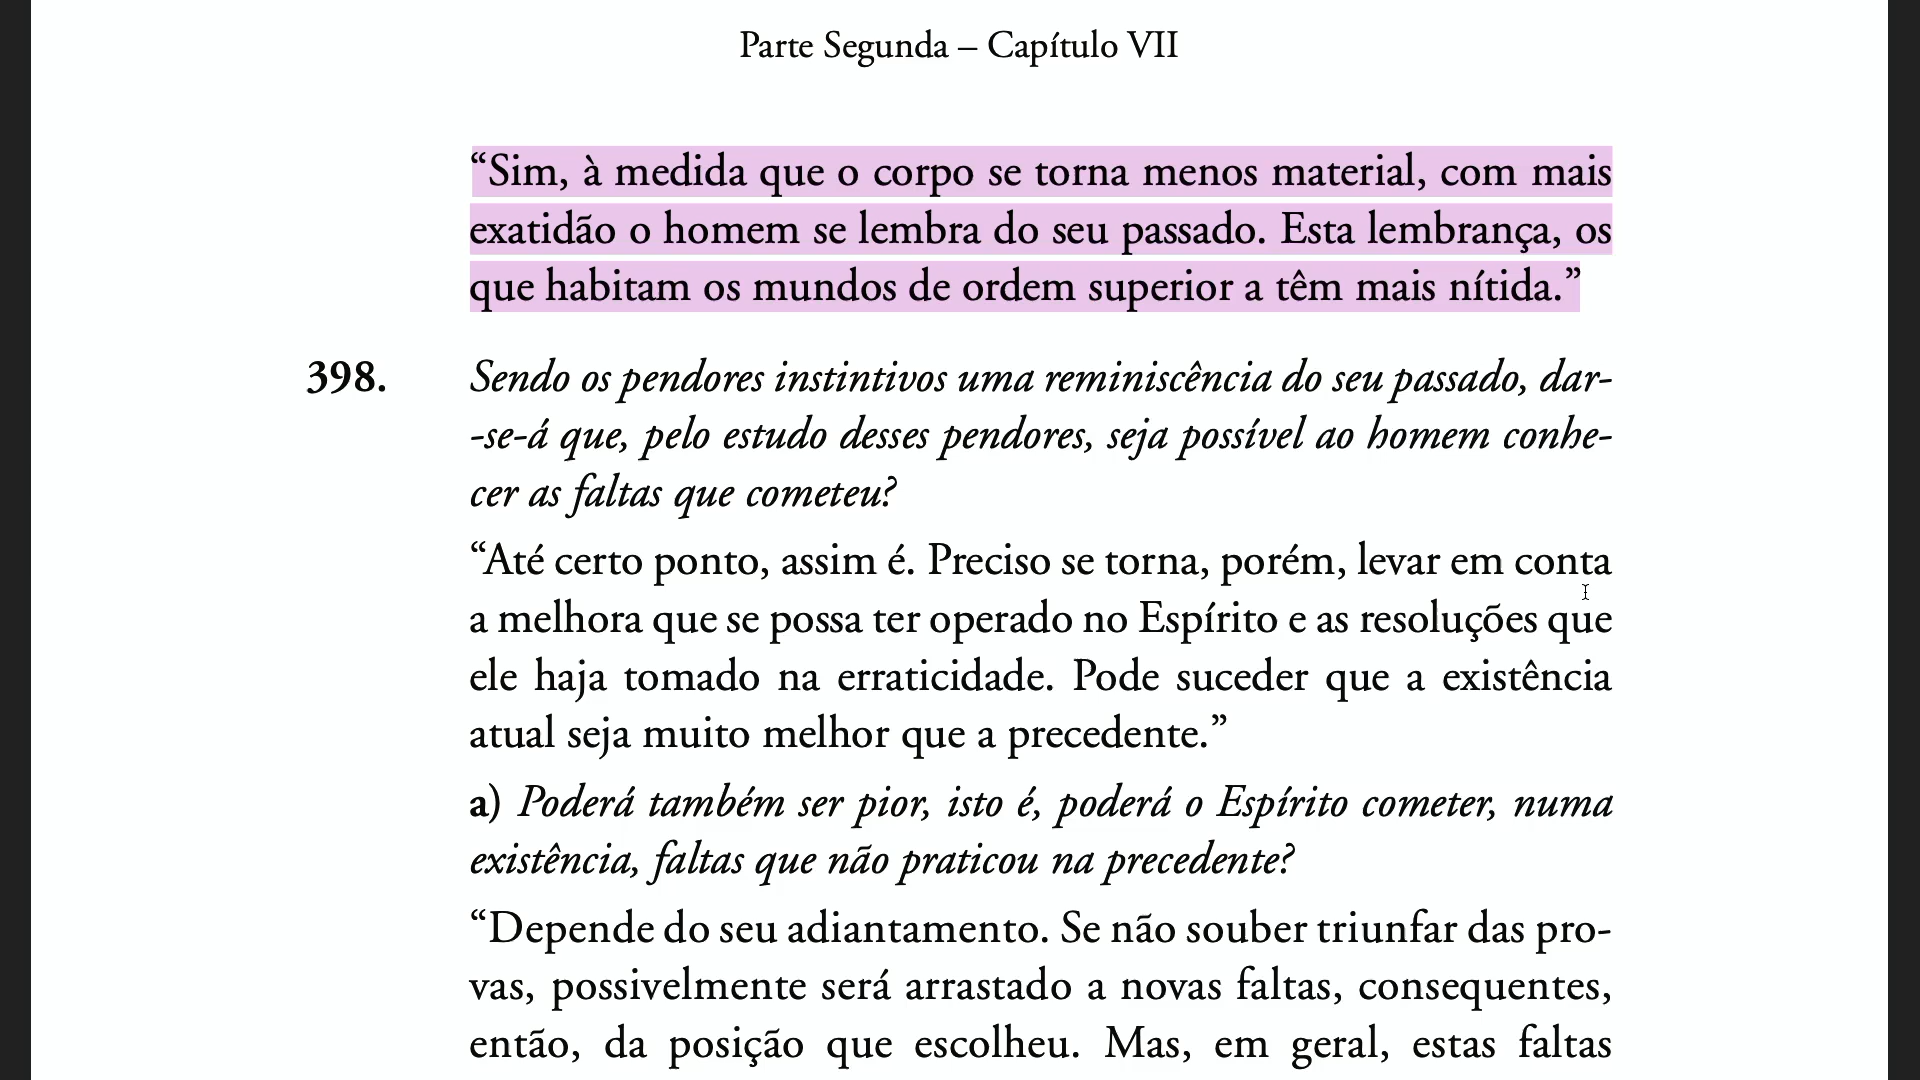 Parte Segunda – Capítulo VII
“Sim, à medida que o corpo se torna menos material, com mais
exatidão o homem se lembra do seu passado. Esta lembrança, os
que habitam os mundos de ordem superior a têm mais nítida.”
398. Sendo os pendores instintivos uma reminiscência do seu passado, dar-
-se-á que, pelo estudo desses pendores, seja possível ao homem conhe-
cer as faltas que cometeu?
“Até certo ponto, assim é. Preciso se torna, porém, levar em conta
a melhora que se possa ter operado no Espírito e as resoluções que
ele haja tomado na erraticidade. Pode suceder que a existência
atual seja muito melhor que a precedente.”
a) Poderá também ser pior, isto é, poderá o Espírito cometer, numa
existência, faltas que não praticou na precedente?
“Depende do seu adiantamento. Se não souber triunfar das pro-
vas, possivelmente será arrastado a novas faltas, consequentes,
então, da posição que escolheu. Mas, em geral, estas faltas